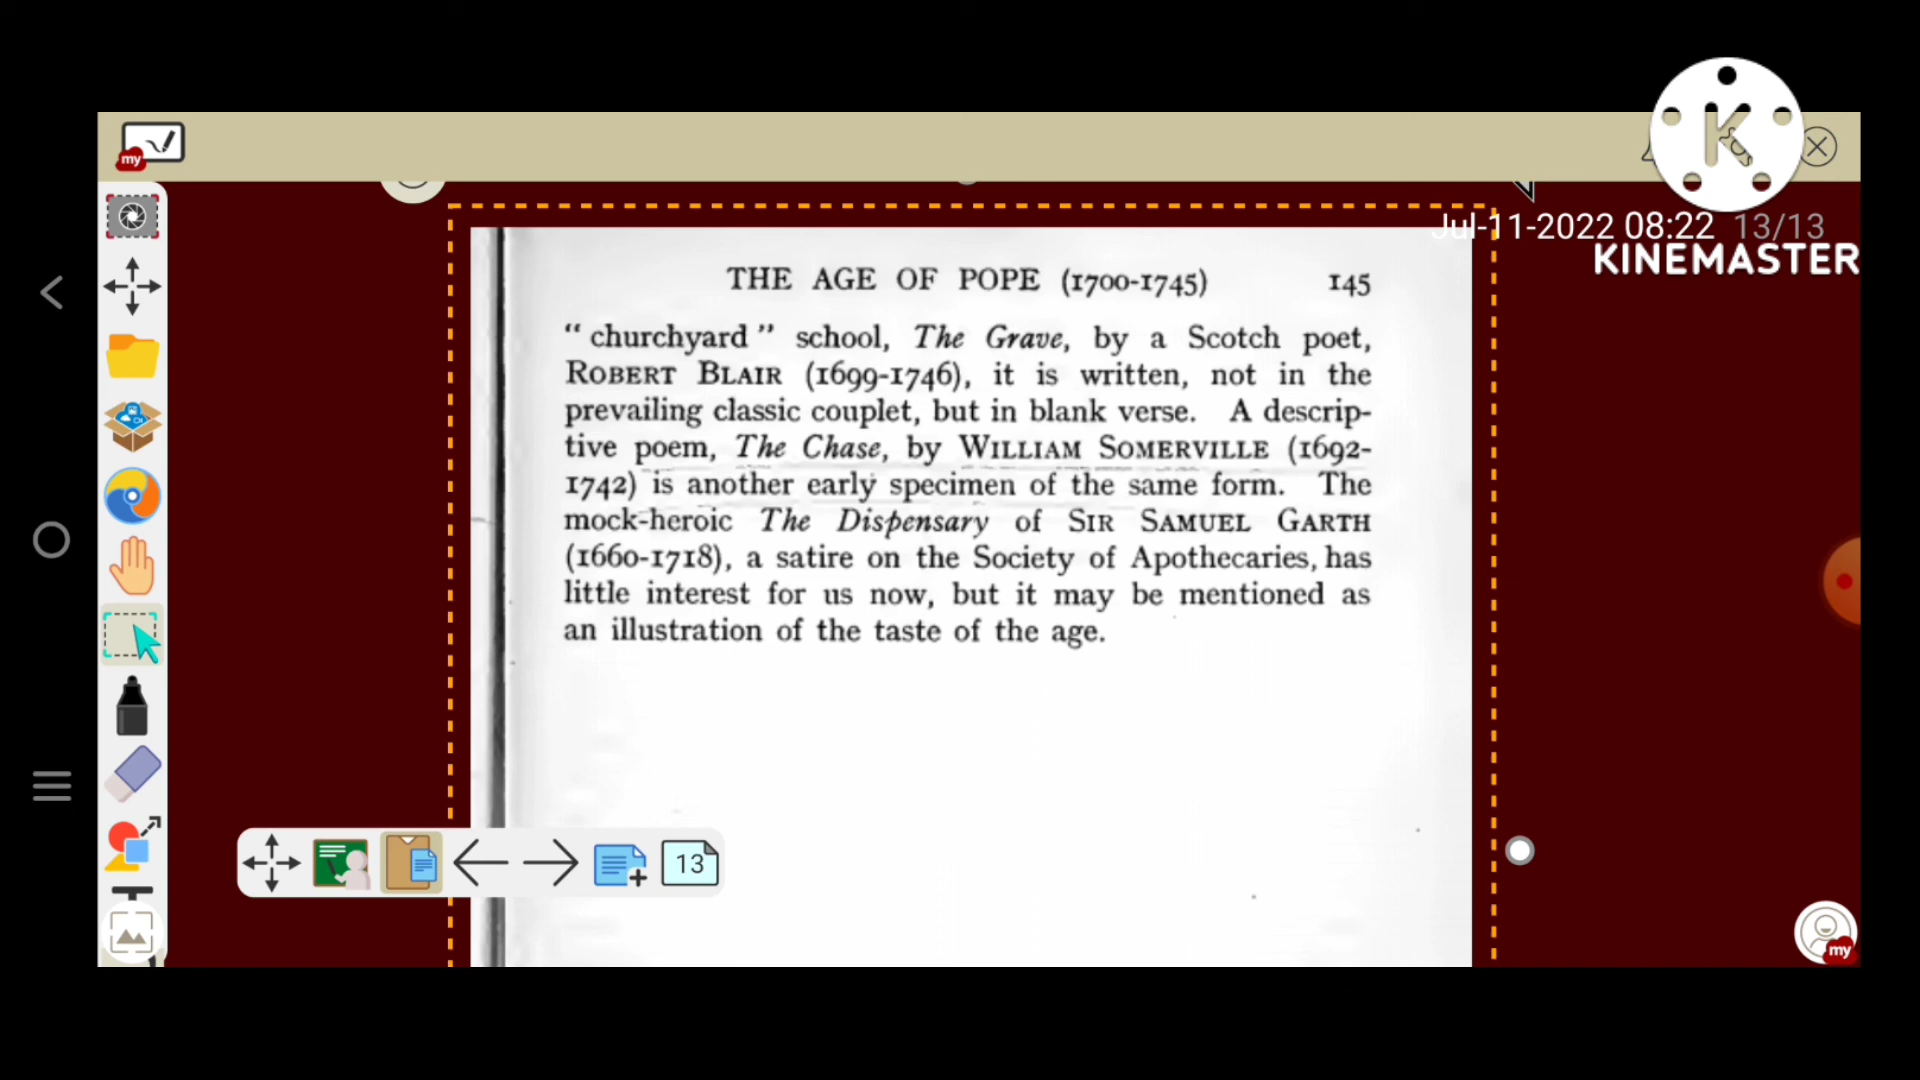 my
Jul-11-2022 08:22 13/13
KINEMASTER
THE AGE OF POPE (1700-1745) 145
“ churchyard ” school, The Grave, by a Scotch poet,
ROBERT BLAIR (1699-1746), it is written, not in the
prevailing classic couplet, but in blank verse. A descrip-
tive poem, The Chase, by WILLIAM SOMERVILLE (1692-
1742) is another early specimen of the same form. The
mock-heroic The Dispensary of SIR SAMUEL GARTH
(1660-1718), a satire on the Society of Apothecaries, has
little interest for us now, but it may be mentioned as
an illustration of the taste of the age.
13
my